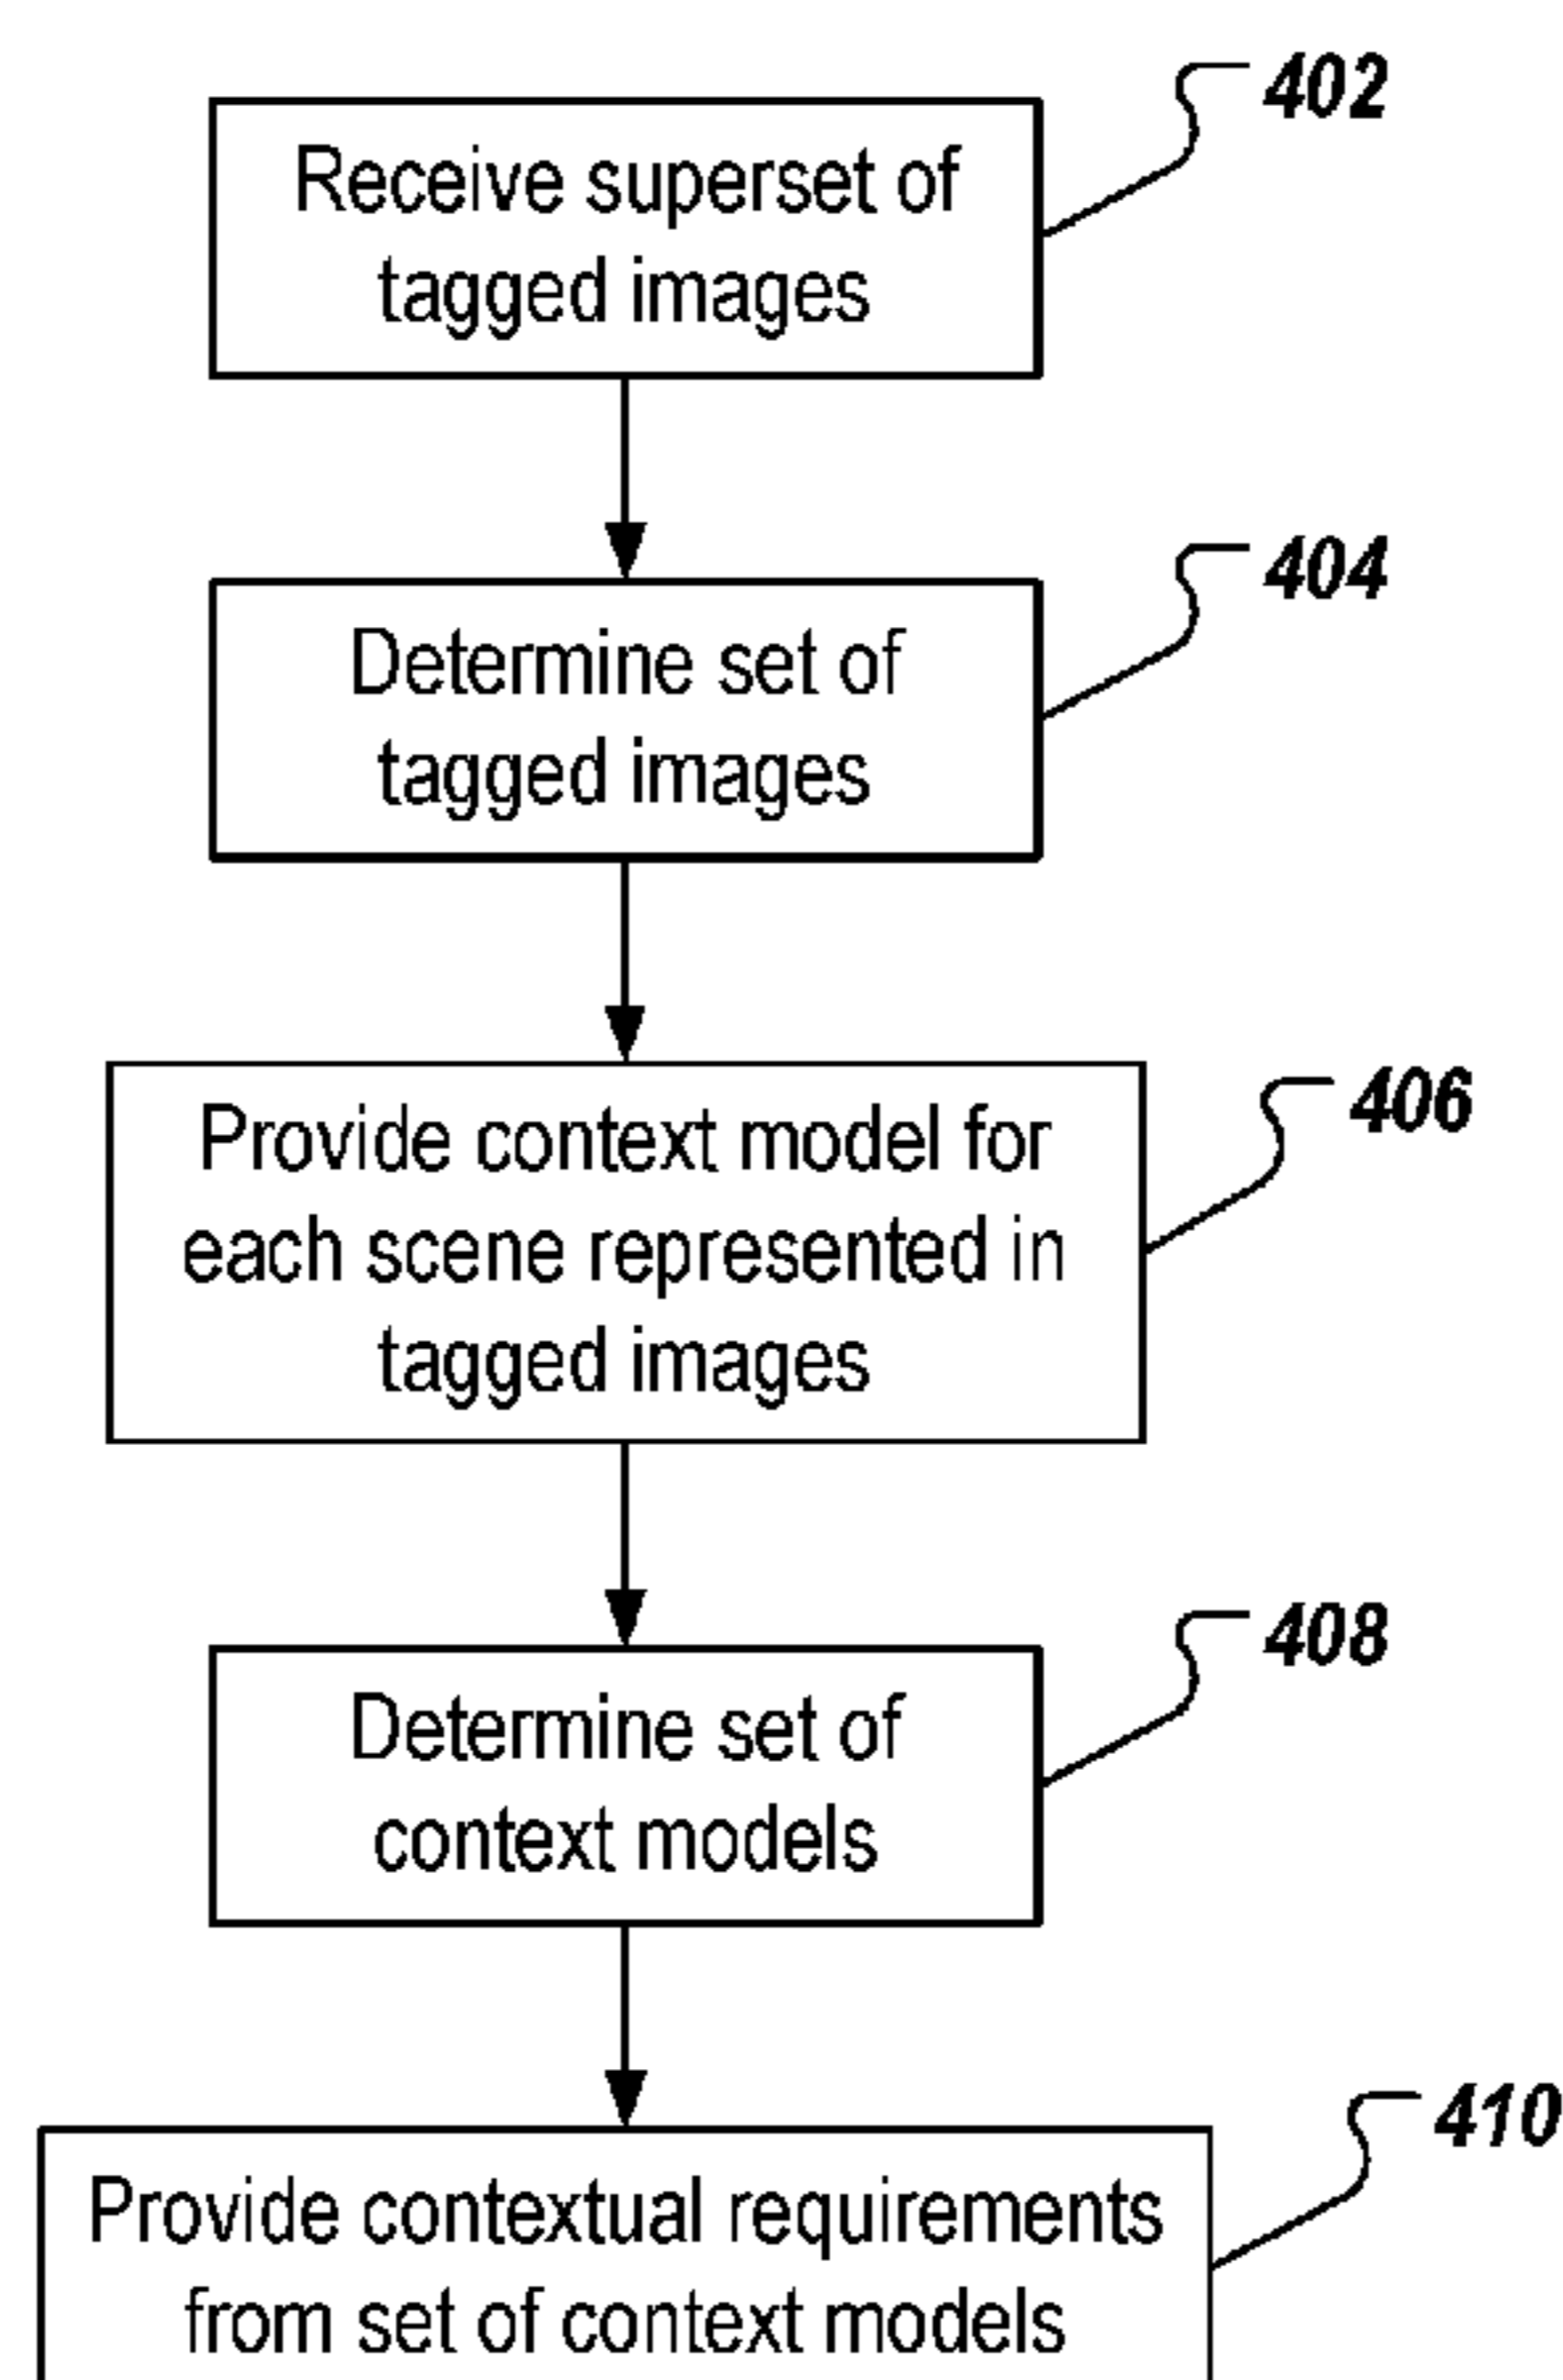 402
Receive superset of
tagged images
404
Determine set of
tagged images
406
Provide context model for
each scene represented in
tagged images
408
Determine set of
context models
410
Provide contextual requirements
from set of context models